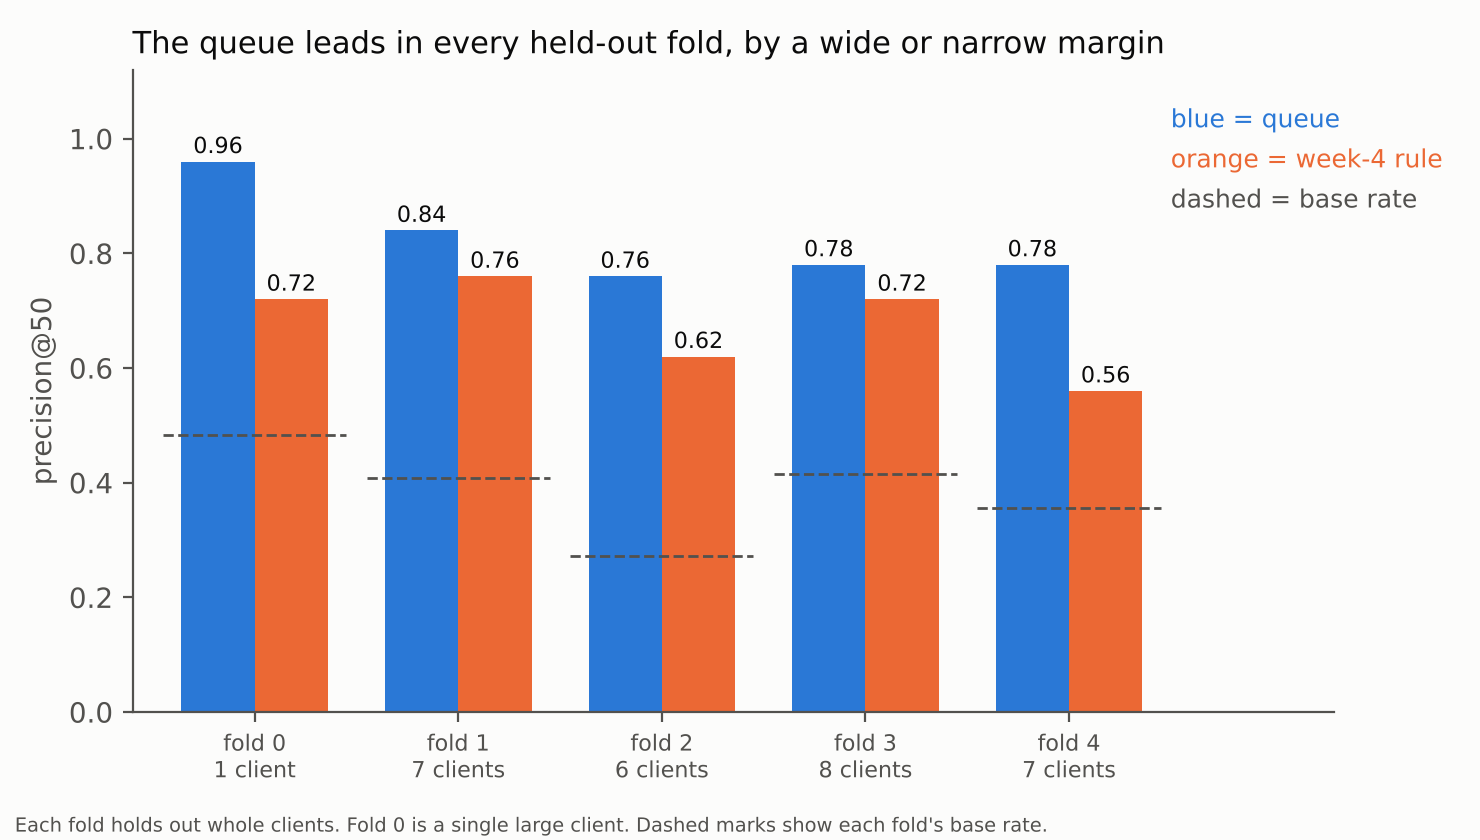 The queue leads in every held-out fold, by a wide or narrow margin
blue = queue
orange = week-4 rule
dashed = base rate
precision@50
1.0
0.8
0.6
0.4
0.2
0.0
0.96
0.72
0.84
0.76
0.76
0.62
0.78
0.72
0.78
0.56
fold 0
1 client
fold 1
7 clients
fold 2
6 clients
fold 3
8 clients
fold 4
7 clients
Each fold holds out whole clients. Fold 0 is a single large client. Dashed marks show each fold's base rate.